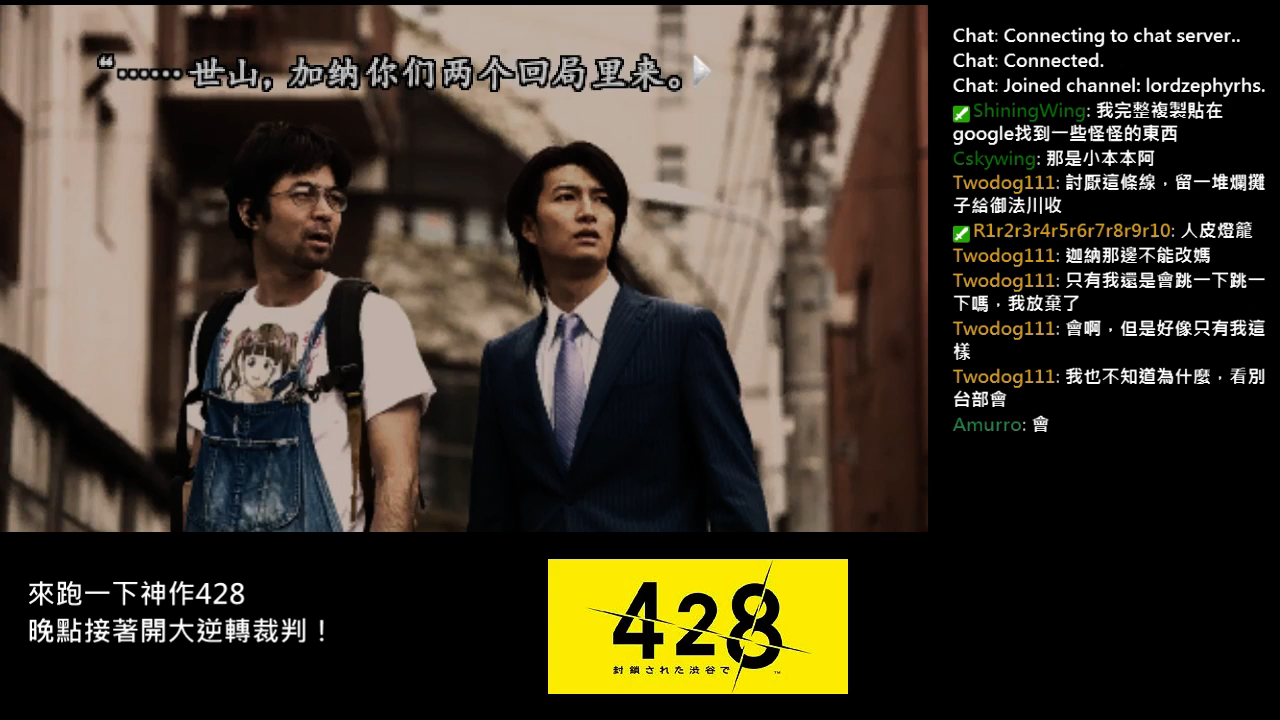 “……世山，加纳你们两个回局里来。
Chat: Connecting to chat server..
Chat: Connected.
Chat: Joined channel: lordzephyrhs.
ShiningWing: 我完整複製貼在
google找到一些怪怪的東西
Cskywing: 那是小本本阿
Twodog111: 討厭這條線，留一堆爛攤
子給御法川收
R1r2r3r4r5r6r7r8r9r10: 人皮燈籠
Twodog111: 迦納那邊不能改媽
Twodog111: 只有我還是會跳一下跳一
下嗎，我放棄了
Twodog111: 會啊，但是好像只有我這
樣
Twodog111: 我也不知道為什麼，看別
台都會
Amurro: 會
來跑一下神作428
晚點接著開大逆轉裁判！
428
封鎖された渋谷で
TM